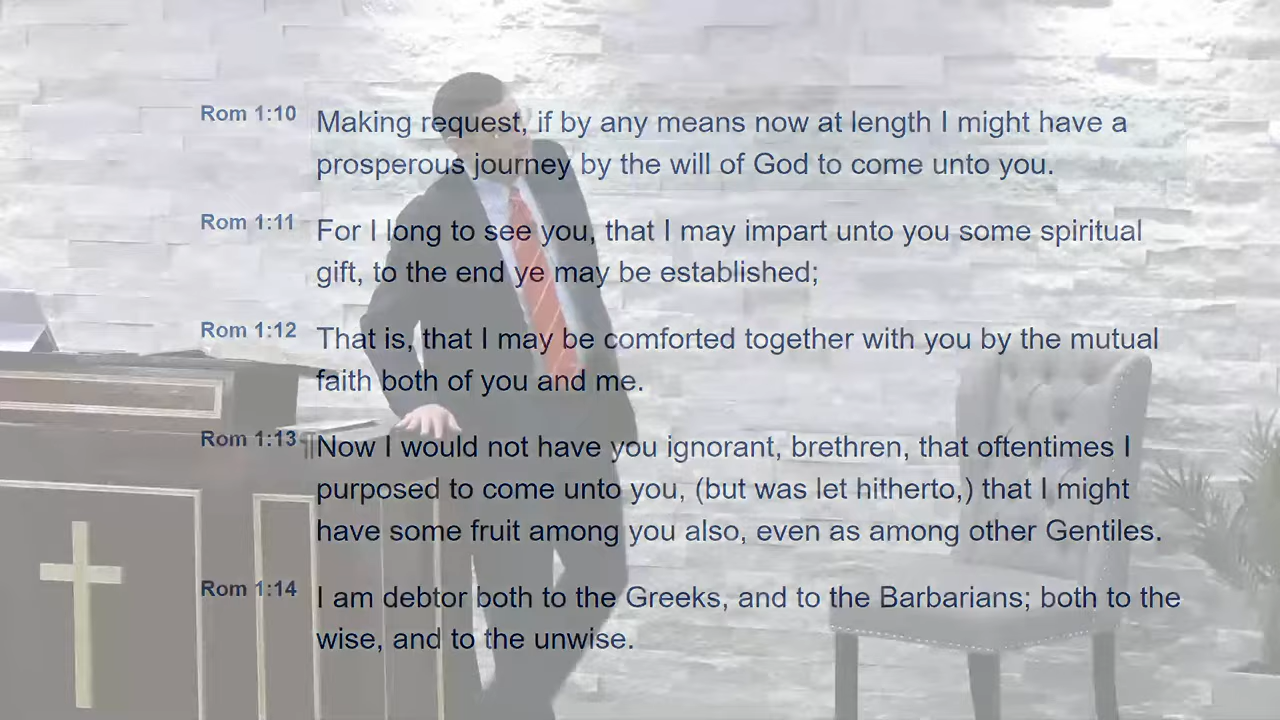 Rom 1:10 Making request, if by any means now at length I might have a
prosperous journey by the will of God to come unto you.
Rom 1:11 For I long to see you, that I may impart unto you some spiritual
gift, to the end ye may be established;
Rom 1:12 That is, that I may be comforted together with you by the mutual
faith both of you and me.
Rom 1:13 Now I would not have you ignorant, brethren, that oftentimes I
purposed to come unto you, (but was let hitherto,) that I might
have some fruit among you also, even as among other Gentiles.
Rom 1:14 I am debtor both to the Greeks, and to the Barbarians; both to the
wise, and to the unwise.